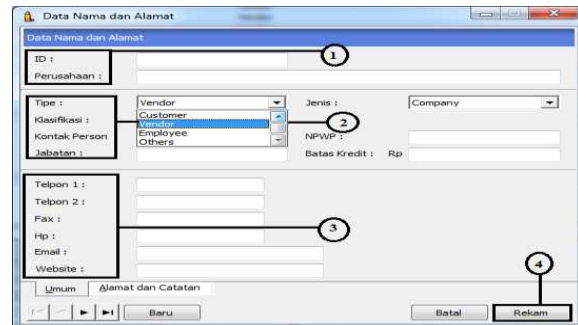 Data Nama dan Alamat
Data Nama dan Alamat
ID :
1
Perusahaan :
Tipe : Vendor Jenis : Company
Klasifikasi : Customer
Vendor 2
Kontak Person Employee NPWP :
Others
Jabatan : Batas Kredit : Rp
Telpon 1 :
Telpon 2 :
Fax :
3
Hp :
Email :
Website :
4
Umum Alamat dan Catatan
Baru Batal Rekam